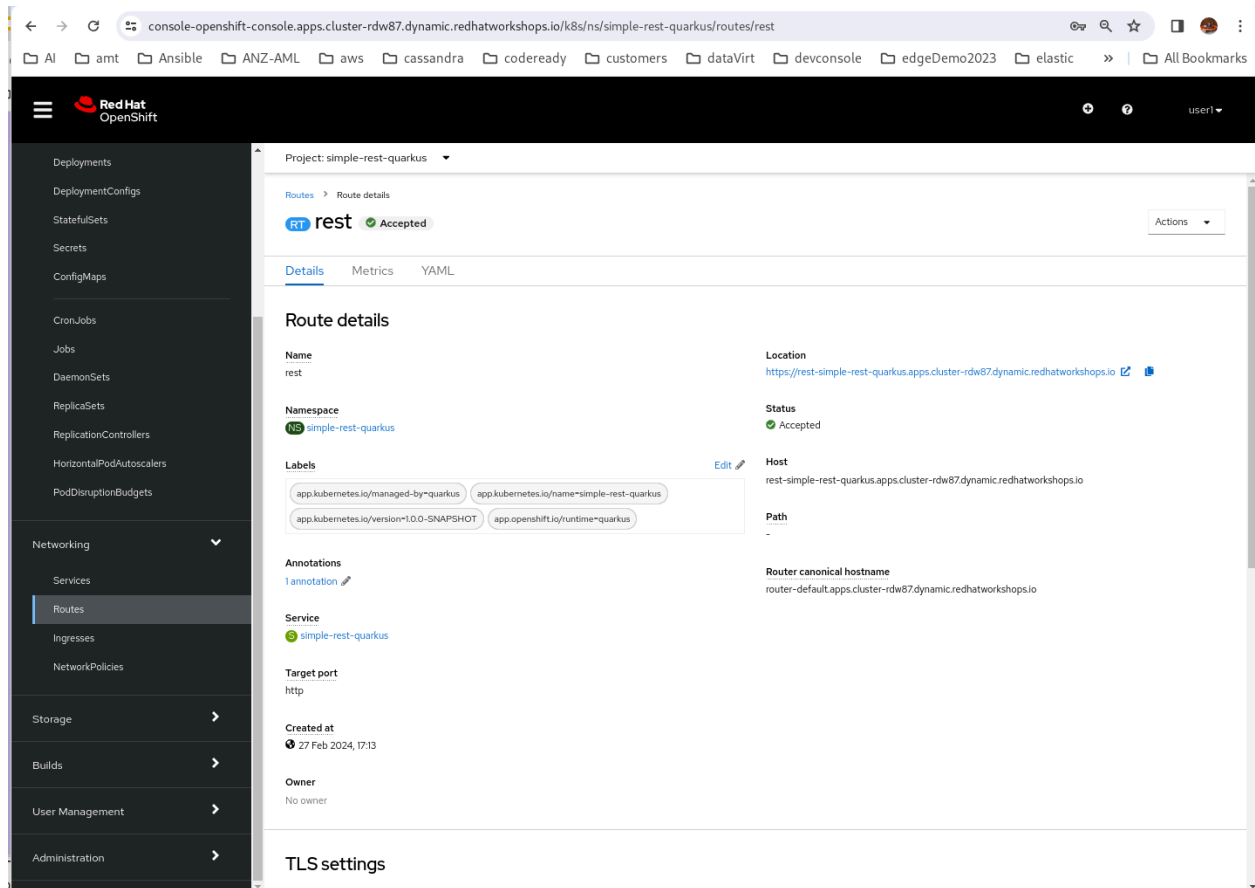 console-openshift-console.apps.cluster-rdw87.dynamic.redhatworkshops.io/k8s/ns/simple-rest-quarkus/routes/rest
AI amt Ansible ANZ-AML aws cassandra codeready customers dataVirt devconsole edgeDemo2023 elastic » All Bookmarks
Red Hat
OpenShift
user1
Deployments
DeploymentConfigs
StatefulSets
Secrets
ConfigMaps
CronJobs
Jobs
DaemonSets
ReplicaSets
ReplicationControllers
HorizontalPodAutoscalers
PodDisruptionBudgets
Networking
Services
Routes
Ingresses
NetworkPolicies
Storage
Builds
User Management
Administration
Project: simple-rest-quarkus
Routes > Route details
RT rest Accepted
Actions
Details Metrics YAML
Route details
Name
rest
Namespace
NS simple-rest-quarkus
Labels Edit
app.kubernetes.io/managed-by=quarkus app.kubernetes.io/name=simple-rest-quarkus
app.kubernetes.io/version=1.0.0-SNAPSHOT app.openshift.io/runtime=quarkus
Annotations
1 annotation
Service
S simple-rest-quarkus
Target port
http
Created at
27 Feb 2024, 17:13
Owner
No owner
Location
https://rest-simple-rest-quarkus.apps.cluster-rdw87.dynamic.redhatworkshops.io
Status
Accepted
Host
rest-simple-rest-quarkus.apps.cluster-rdw87.dynamic.redhatworkshops.io
Path
-
Router canonical hostname
router-default.apps.cluster-rdw87.dynamic.redhatworkshops.io
TLS settings